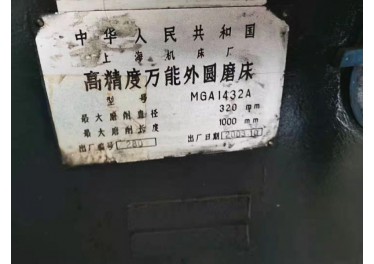 中华人民共和国
上海机床厂
高精度万能外圆磨床
型号 MGA1432A
最大磨削直径 320 mm
最大磨削长度 1000 mm
出厂编号 出厂日期